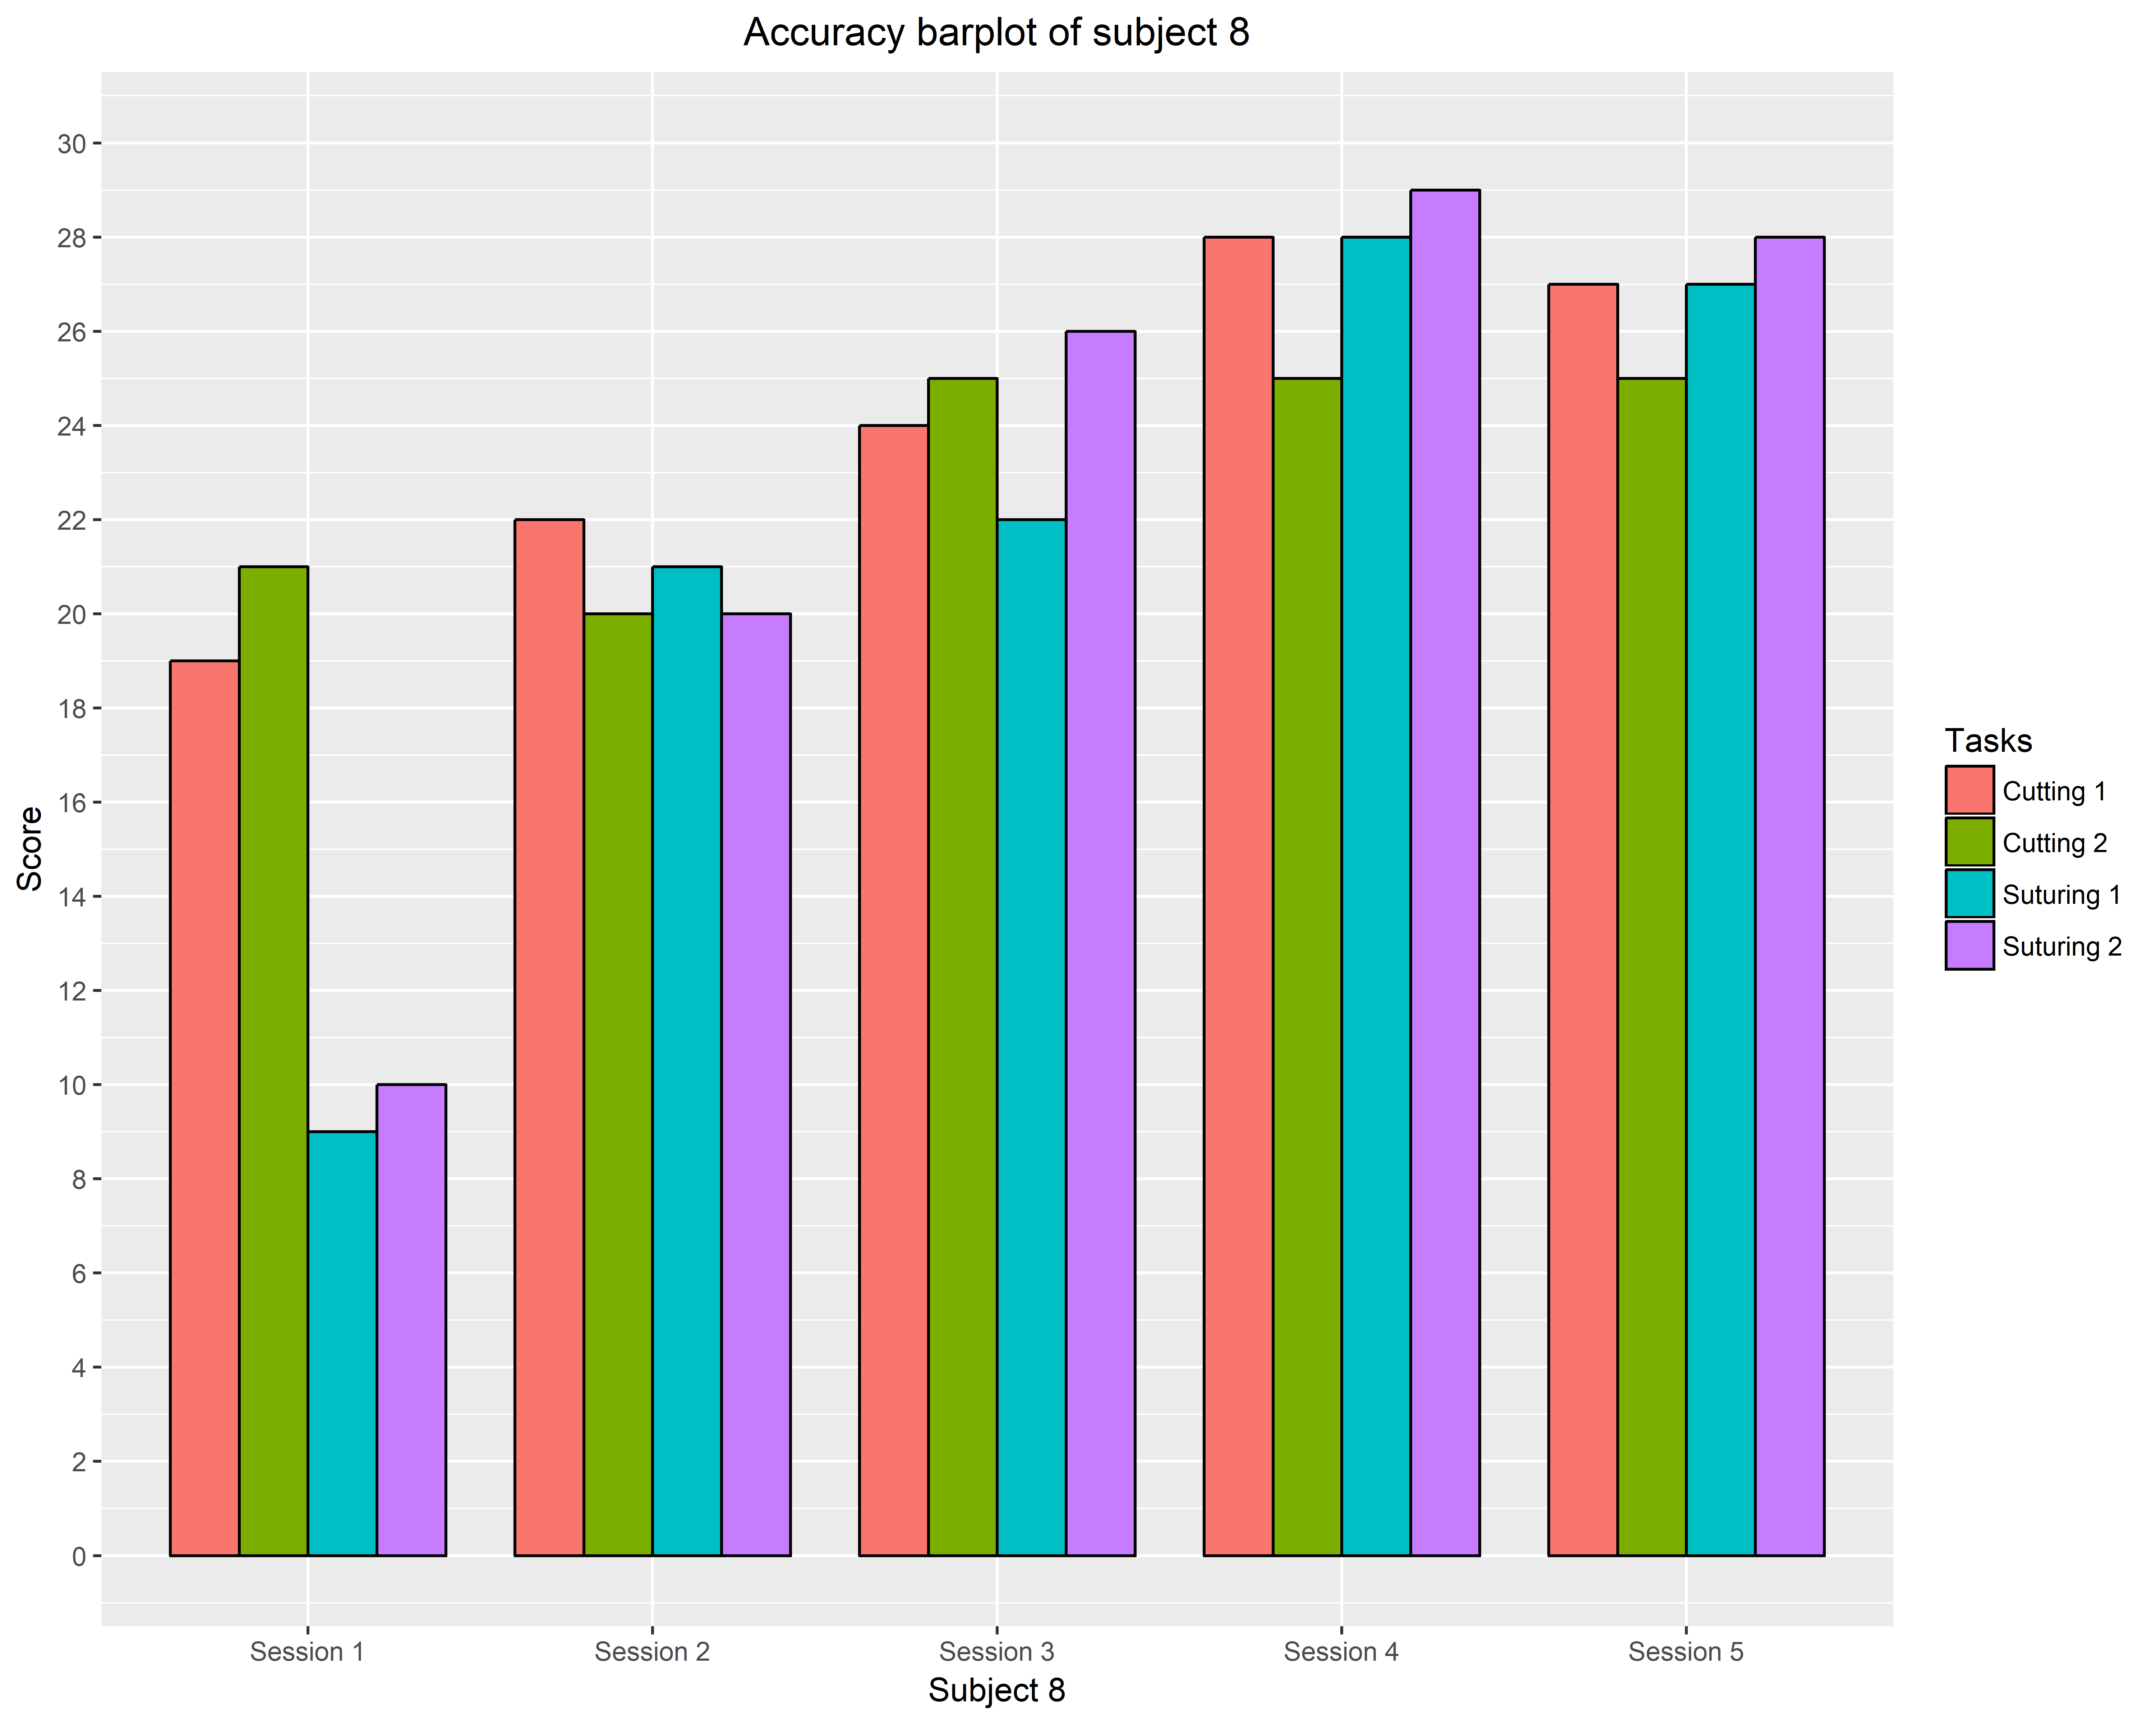 Accuracy barplot of subject 8
Score
30
28
26
24
22
20
18
16
14
12
10
8
6
4
2
0
Session 1
Session 2
Session 3
Session 4
Session 5
Subject 8
Tasks
Cutting 1
Cutting 2
Suturing 1
Suturing 2